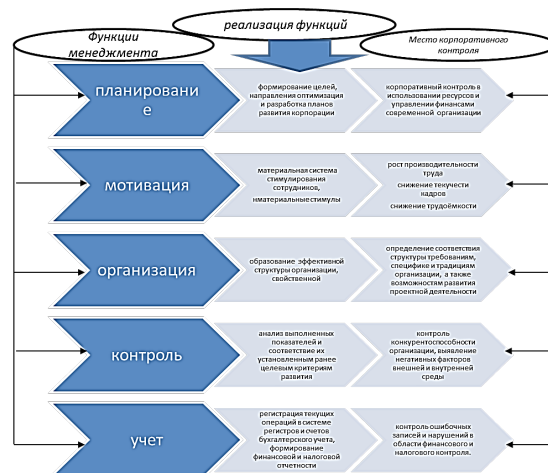 Функции
менеджмента
реализация функций
Место корпоративного
контроля
планировани
е
формирование целей,
направления оптимизация
и разработка планов
развития корпорации
корпоративный контроль в
использовании ресурсов и
управлении финансами
современной организации
мотивация
материальная система
стимулирования
сотрудников,
нматериальные стимулы
рост производительности
труда
снижение текучести
кадров
снижение трудоёмкости
организация
образование эффективной
структуры организации,
свойственной
определение соответствия
структуры требованиям,
специфике и традициям
организации, а также
возможностям развития
проектной деятельности
контроль
анализ выполненных
показателей и
соответствие их
установленным ранее
целевым критериям
развития
контроль
конкурентоспособности
организации, выявление
негативных факторов
внешней и внутренней
среды
учет
регистрация текущих
операций в системе
регистров и счетов
бухгалтерского учета,
формирование
финансовой и налоговой
отчетности
контроль ошибочных
записей и нарушений в
области финансового и
налогового контроля.